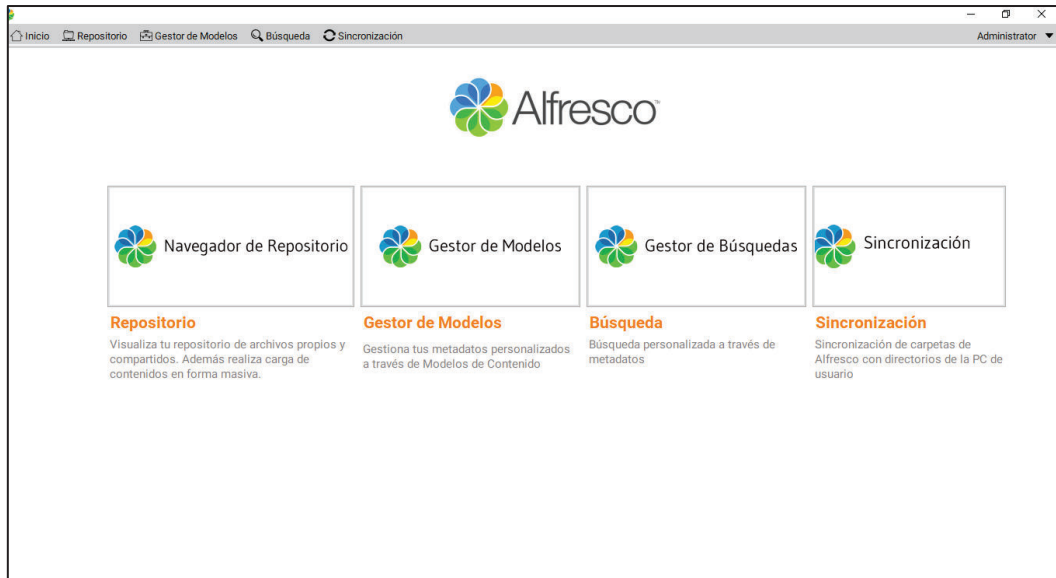 Inicio Repositorio Gestor de Modelos Búsqueda Sincronización Administrator
Alfresco™
Navegador de Repositorio
Gestor de Modelos
Gestor de Búsquedas
Sincronización
Repositorio
Visualiza tu repositorio de archivos propios y
compartidos. Además realiza carga de
contenidos en forma masiva.
Gestor de Modelos
Gestiona tus metadatos personalizados
a través de Modelos de Contenido
Búsqueda
Búsqueda personalizada a través de
metadatos
Sincronización
Sincronización de carpetas de
Alfresco con directorios de la PC de
usuario